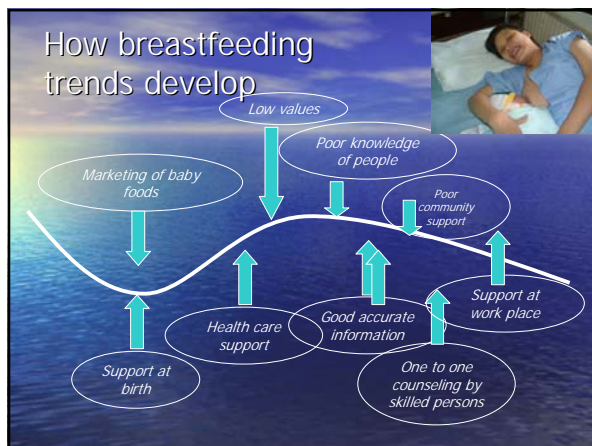 How breastfeeding
trends develop
Low values
Poor knowledge
of people
Marketing of baby
foods
Poor
community
support
Support at
work place
Good accurate
information
Health care
support
Support at
birth
One to one
counseling by
skilled persons